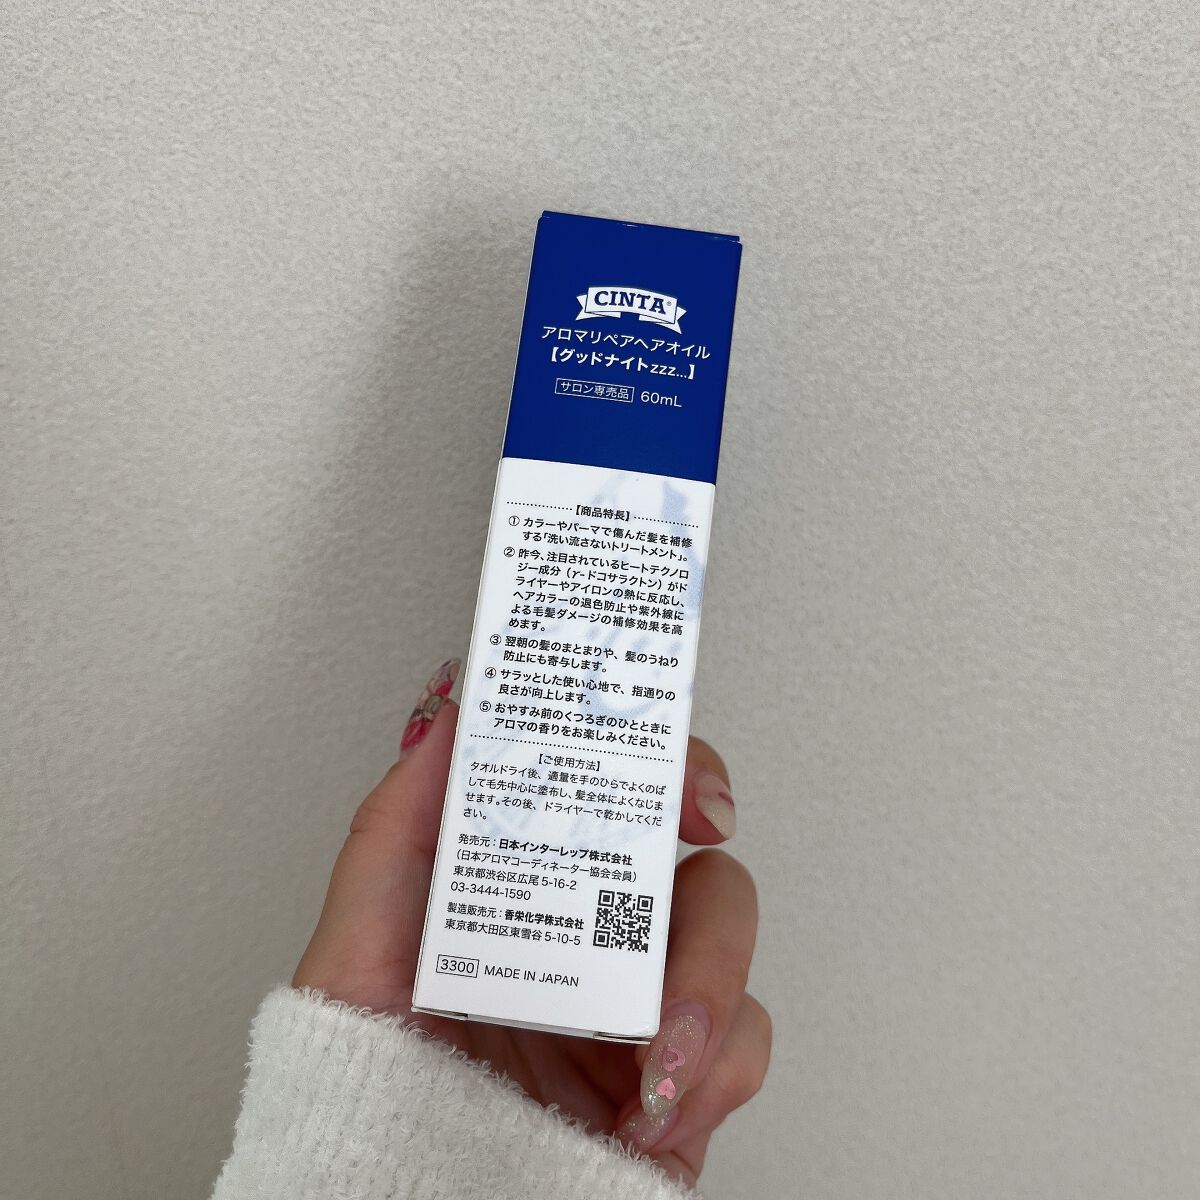 CINTA®
アロマリペアヘアオイル
【グッドナイトzzz...】
サロン専売品 60mL
【商品特長】
① カラーやパーマで傷んだ髪を補修
する「洗い流さないトリートメント」。
② 昨今、注目されているヒートテクノロ
ジー成分（γ-ドコサラクトン）がド
ライヤーやアイロンの熱に反応し、
ヘアカラーの退色防止や紫外線に
よる毛髪ダメージの補修効果を高
めます。
③ 翌朝の髪のまとまりや、髪のうねり
防止にも寄与します。
④ サラッとした使い心地で、指通りの
良さが向上します。
⑤ おやすみ前のくつろぎのひとときに
アロマの香りをお楽しみください。
【ご使用方法】
タオルドライ後、適量を手のひらでよくのば
して毛先中心に塗布し、髪全体によくなじま
せます。その後、ドライヤーで乾かしてくだ
さい。
発売元：日本インターレップ株式会社
（日本アロマコーディネーター協会会員）
東京都渋谷区広尾5-16-2
03-3444-1590
製造販売元：香栄化学株式会社
東京都大田区東雪谷5-10-5
3300 MADE IN JAPAN